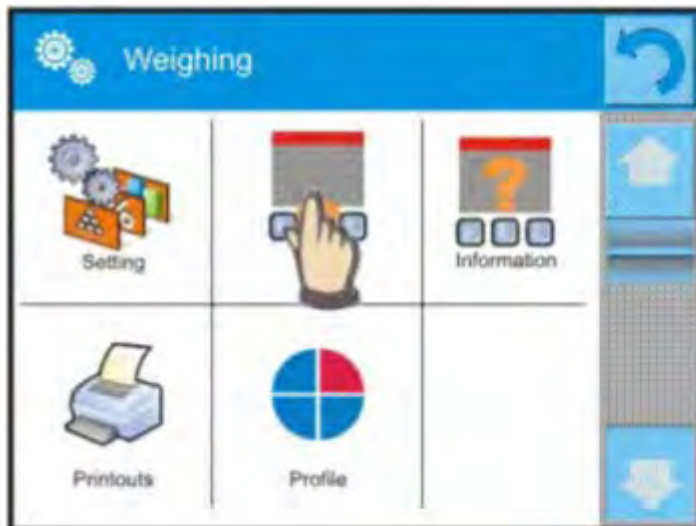 Weighing
Setting
Information
Printouts
Profile